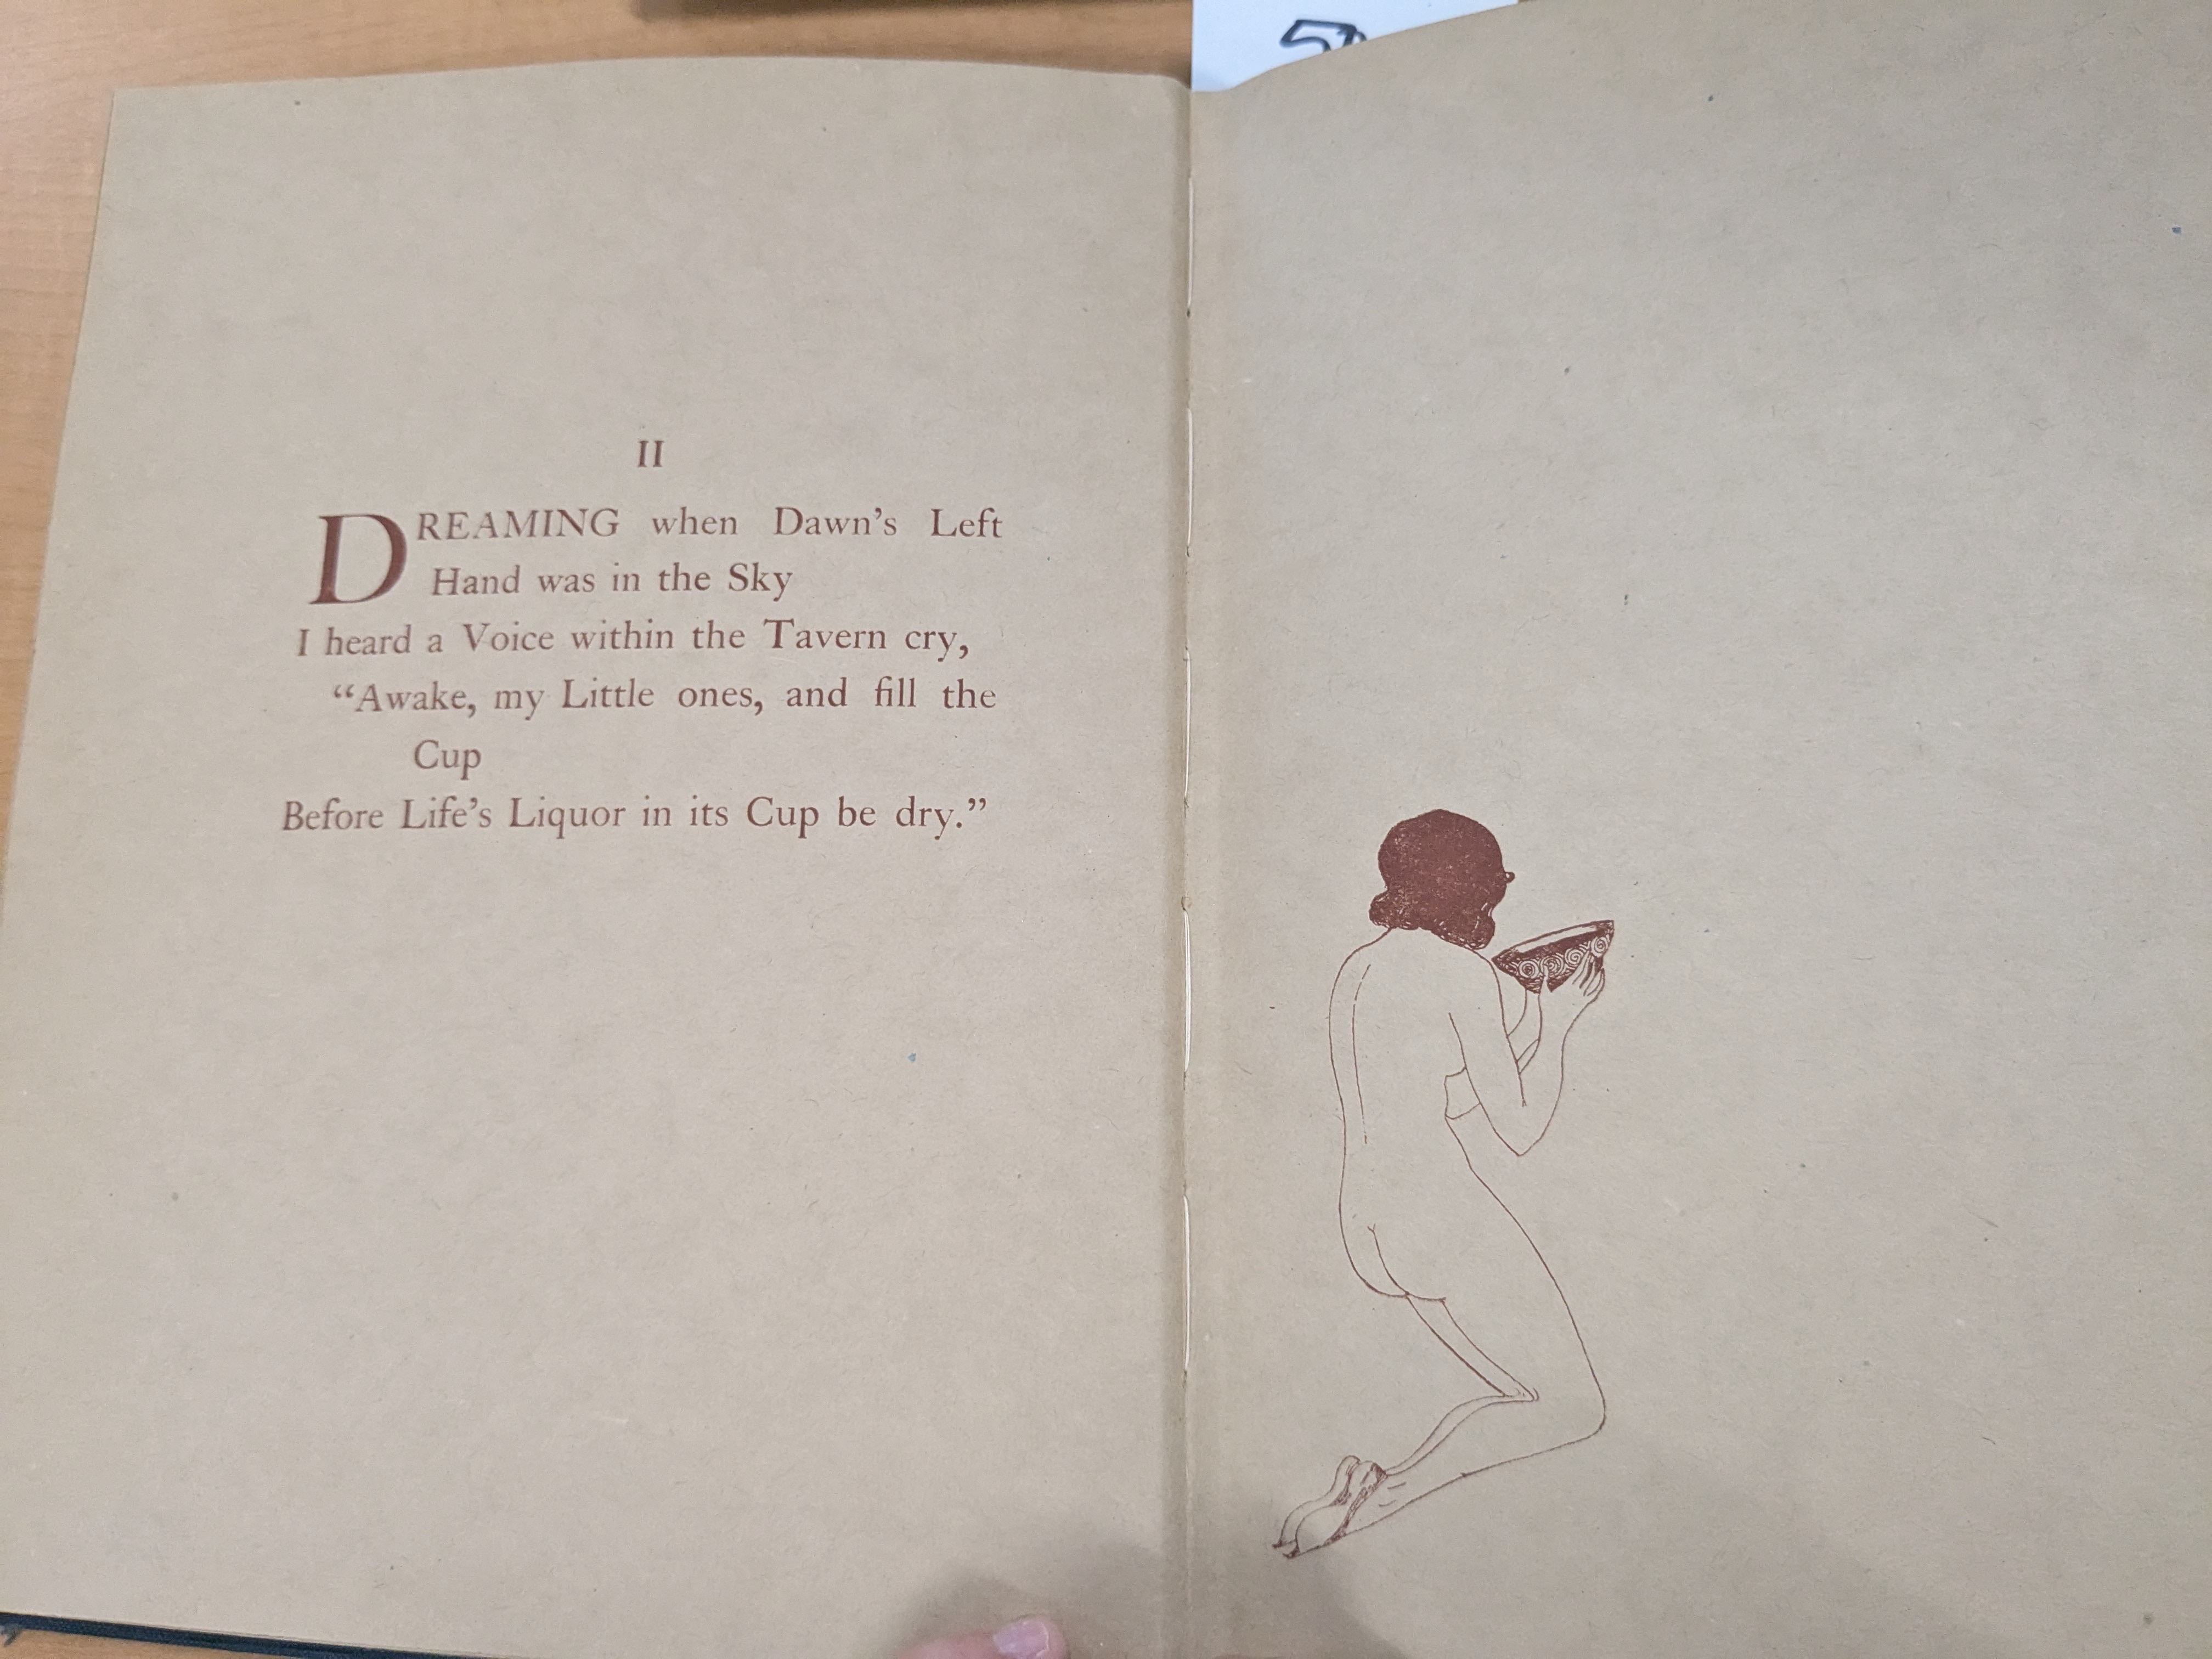 II
DREAMING when Dawn's Left
Hand was in the Sky
I heard a Voice within the Tavern cry,
“Awake, my Little ones, and fill the
Cup
Before Life's Liquor in its Cup be dry.”